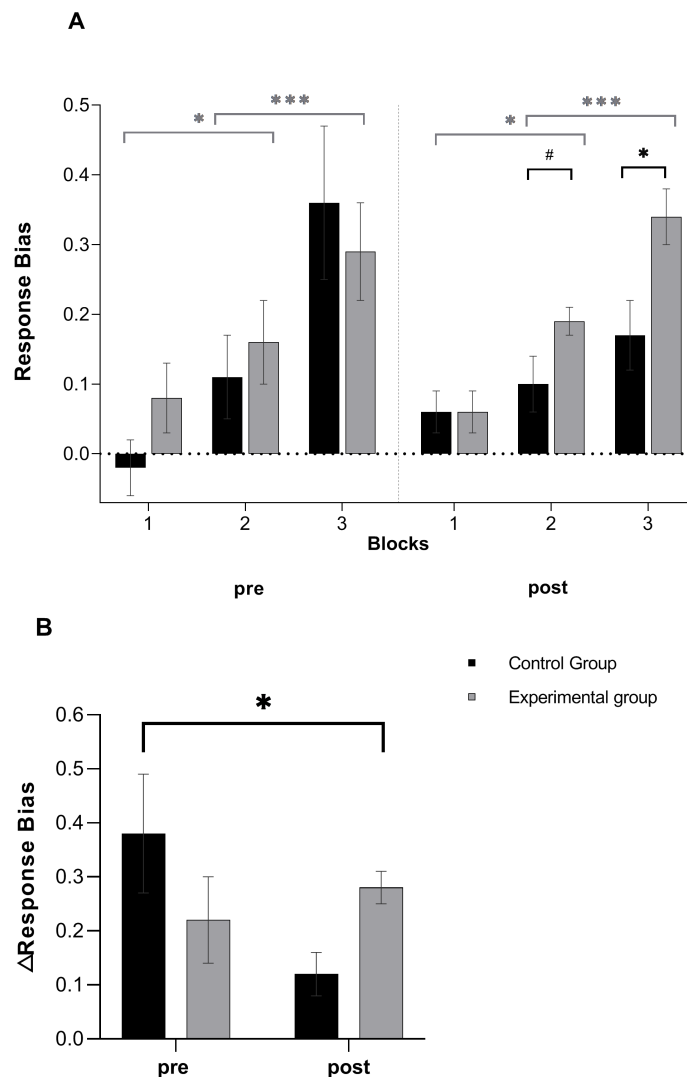 A
0.5
0.4
0.3
0.2
0.1
0.0
Response Bias
*
***
*
***
#
*
1 2 3 1 2 3
Blocks
pre post
B
Control Group
Experimental group
0.6
0.5
0.4
0.3
0.2
0.1
0.0
ΔResponse Bias
*
pre post